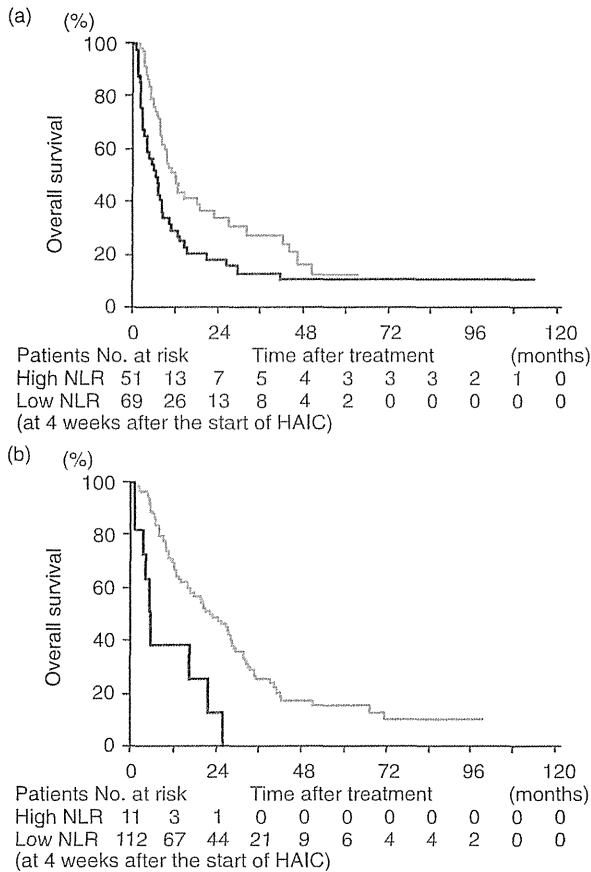 (a)
(%)
100
80
60
40
20
0
Overall survival
0 24 48 72 96 120
Patients No. at risk Time after treatment (months)
High NLR 51 13 7 5 4 3 3 3 2 1 0
Low NLR 69 26 13 8 4 2 0 0 0 0 0
(at 4 weeks after the start of HAIC)
(b)
(%)
100
80
60
40
20
0
Overall survival
0 24 48 72 96 120
Patients No. at risk Time after treatment (months)
High NLR 11 3 1 0 0 0 0 0 0 0 0
Low NLR 112 67 44 21 9 6 4 4 2 0 0
(at 4 weeks after the start of HAIC)